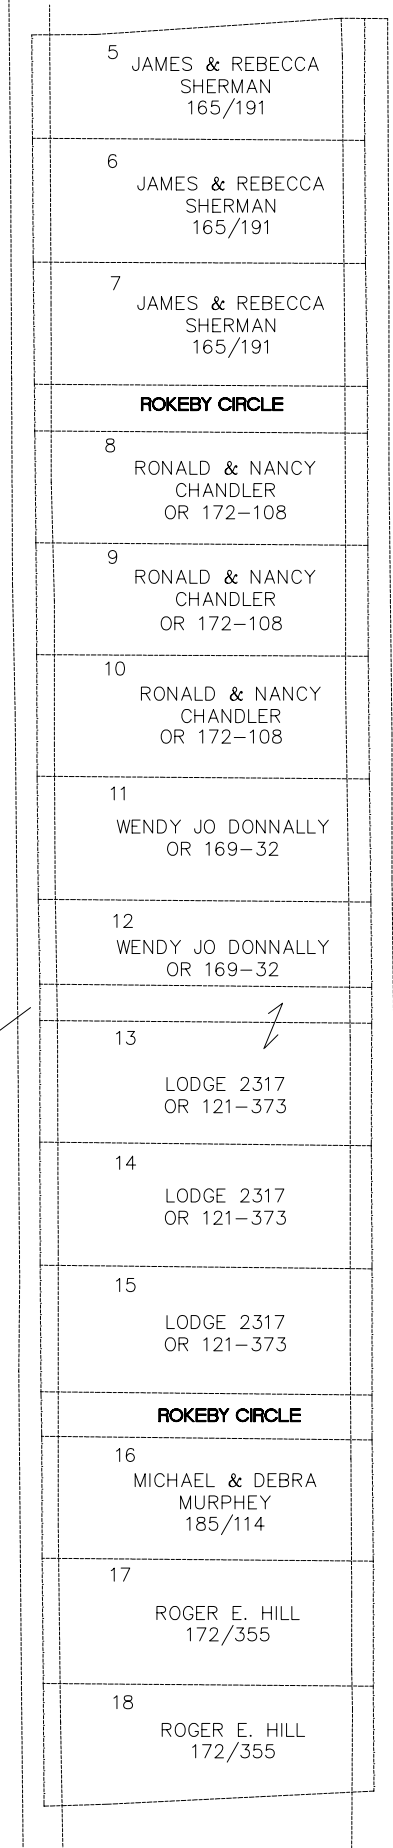 5
JAMES & REBECCA
SHERMAN
165/191
6
JAMES & REBECCA
SHERMAN
165/191
7
JAMES & REBECCA
SHERMAN
165/191
ROKEBY CIRCLE
8
RONALD & NANCY
CHANDLER
OR 172-108
9
RONALD & NANCY
CHANDLER
OR 172-108
10
RONALD & NANCY
CHANDLER
OR 172-108
11
WENDY JO DONNALLY
OR 169-32
12
WENDY JO DONNALLY
OR 169-32
13
LODGE 2317
OR 121-373
14
LODGE 2317
OR 121-373
15
LODGE 2317
OR 121-373
ROKEBY CIRCLE
16
MICHAEL & DEBRA
MURPHEY
185/114
17
ROGER E. HILL
172/355
18
ROGER E. HILL
172/355